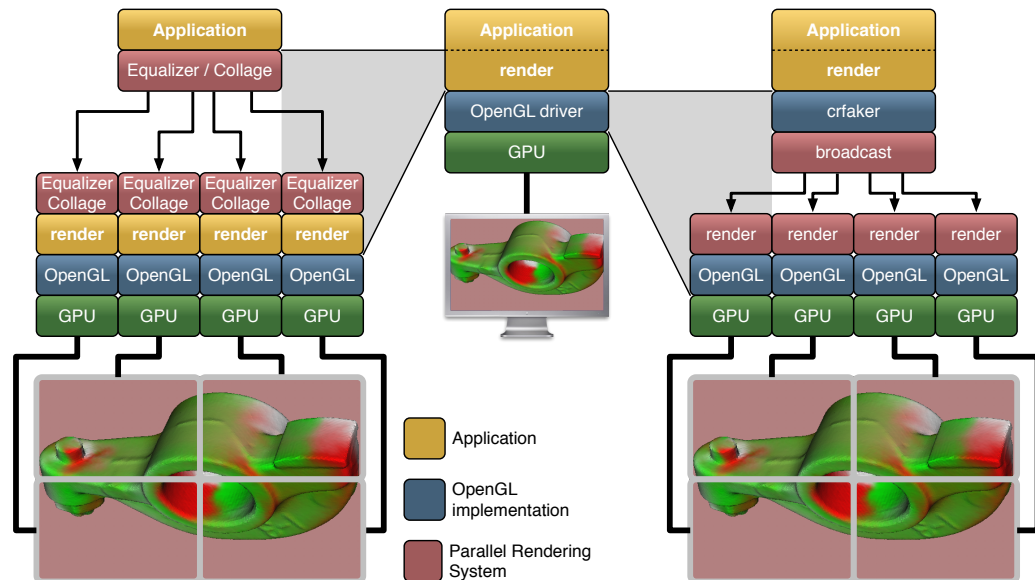 Application
Equalizer / Collage
Equalizer
Collage
Equalizer
Collage
Equalizer
Collage
Equalizer
Collage
render
render
render
render
OpenGL
OpenGL
OpenGL
OpenGL
GPU
GPU
GPU
GPU
Application
render
OpenGL driver
GPU
Application
render
crfaker
broadcast
render
render
render
render
OpenGL
OpenGL
OpenGL
OpenGL
GPU
GPU
GPU
GPU
Application
OpenGL
implementation
Parallel Rendering
System